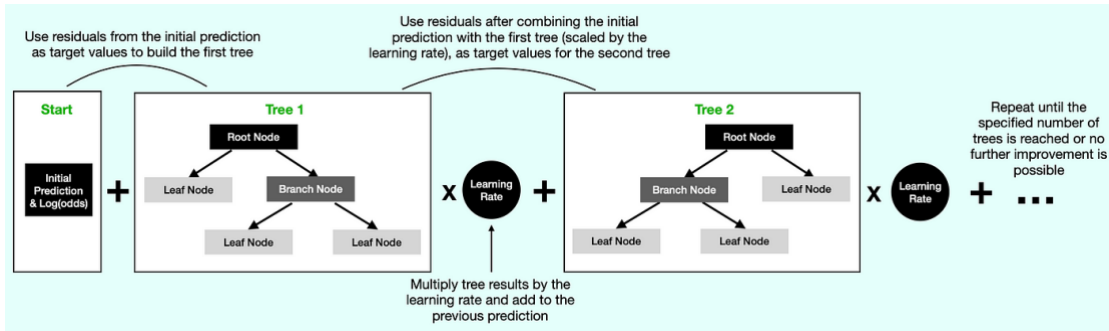 Use residuals from the initial prediction
as target values to build the first tree
Use residuals after combining the initial
prediction with the first tree (scaled by the
learning rate), as target values for the second tree
Start
Initial
Prediction
& Log(odds)
+
Tree 1
Root Node
Leaf Node
Branch Node
Leaf Node
Leaf Node
x
Learning
Rate
+
Multiply tree results by the
learning rate and add to the
previous prediction
Tree 2
Root Node
Branch Node
Leaf Node
Leaf Node
Leaf Node
x
Learning
Rate
+
...
Repeat until the
specified number of
trees is reached or no
further improvement is
possible